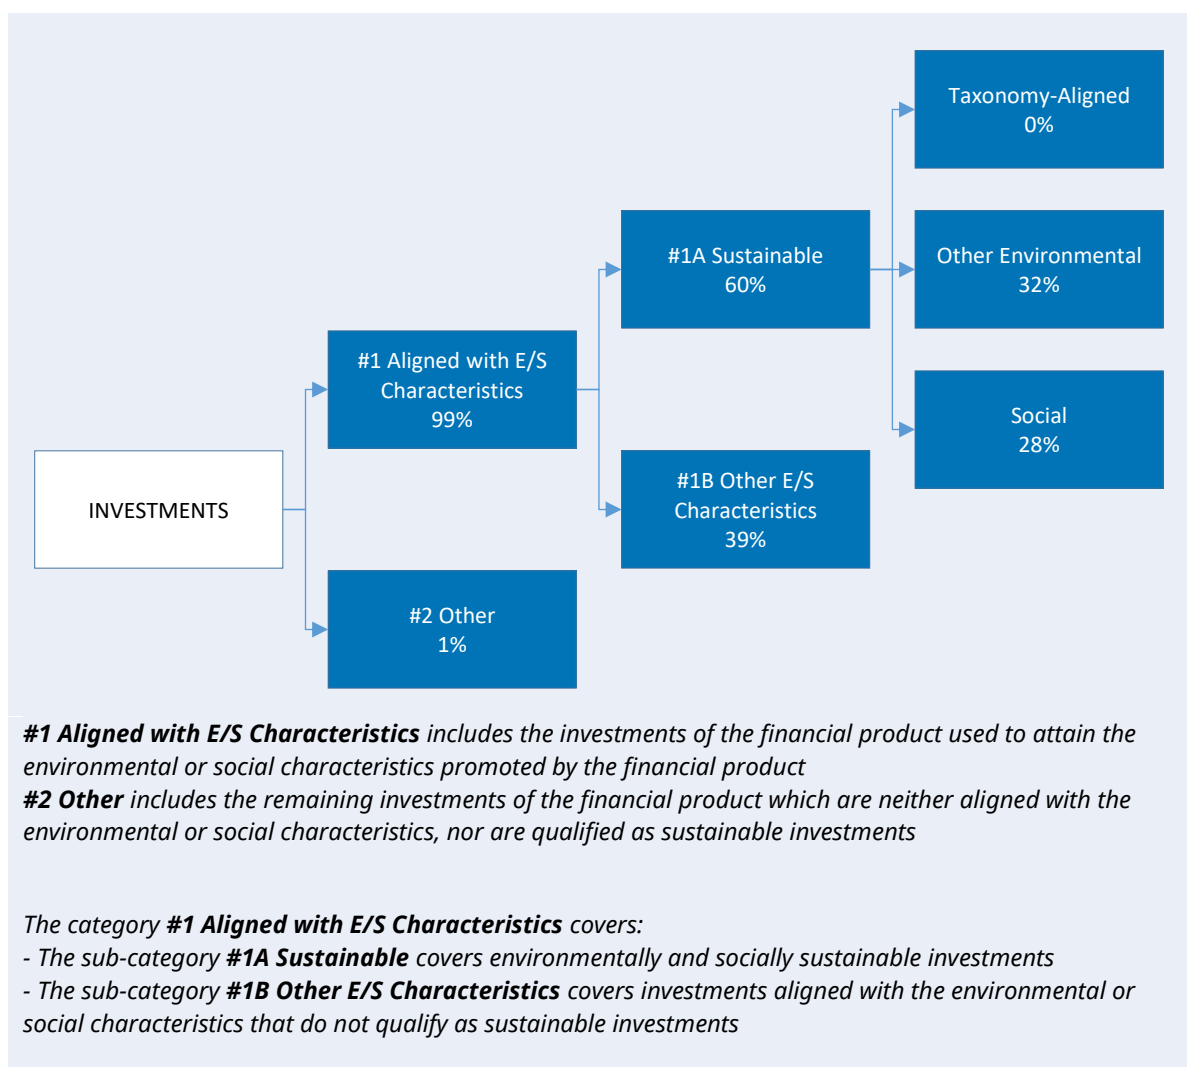 Taxonomy-Aligned
0%
#1A Sustainable
60%
Other Environmental
32%
#1 Aligned with E/S
Characteristics
99%
Social
28%
INVESTMENTS
#1B Other E/S
Characteristics
39%
#2 Other
1%
#1 Aligned with E/S Characteristics includes the investments of the financial product used to attain the
environmental or social characteristics promoted by the financial product
#2 Other includes the remaining investments of the financial product which are neither aligned with the
environmental or social characteristics, nor are qualified as sustainable investments
The category #1 Aligned with E/S Characteristics covers:
- The sub-category #1A Sustainable covers environmentally and socially sustainable investments
- The sub-category #1B Other E/S Characteristics covers investments aligned with the environmental or
social characteristics that do not qualify as sustainable investments